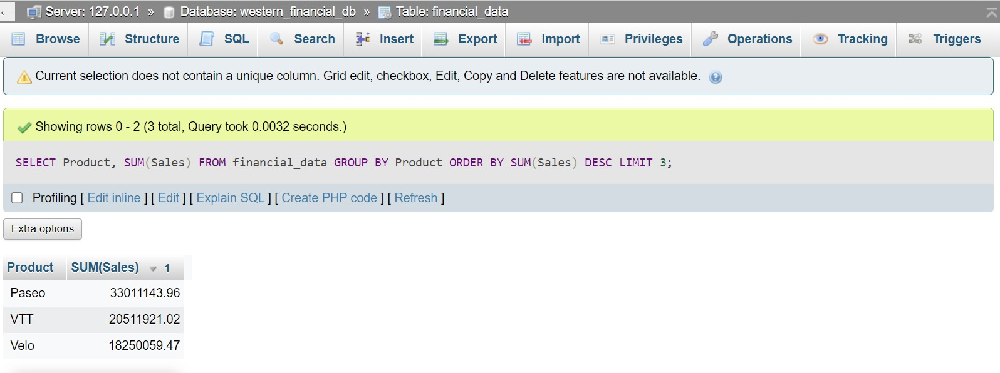 Server: 127.0.0.1 » Database: western_financial_db » Table: financial_data
Browse Structure SQL Search Insert Export Import Privileges Operations Tracking Triggers
Current selection does not contain a unique column. Grid edit, checkbox, Edit, Copy and Delete features are not available.
Showing rows 0 - 2 (3 total, Query took 0.0032 seconds.)
SELECT Product, SUM(Sales) FROM financial_data GROUP BY Product ORDER BY SUM(Sales) DESC LIMIT 3;
Profiling [ Edit inline ] [ Edit ] [ Explain SQL ] [ Create PHP code ] [ Refresh ]
Extra options
Product SUM(Sales) 1
Paseo 33011143.96
VTT 20511921.02
Velo 18250059.47